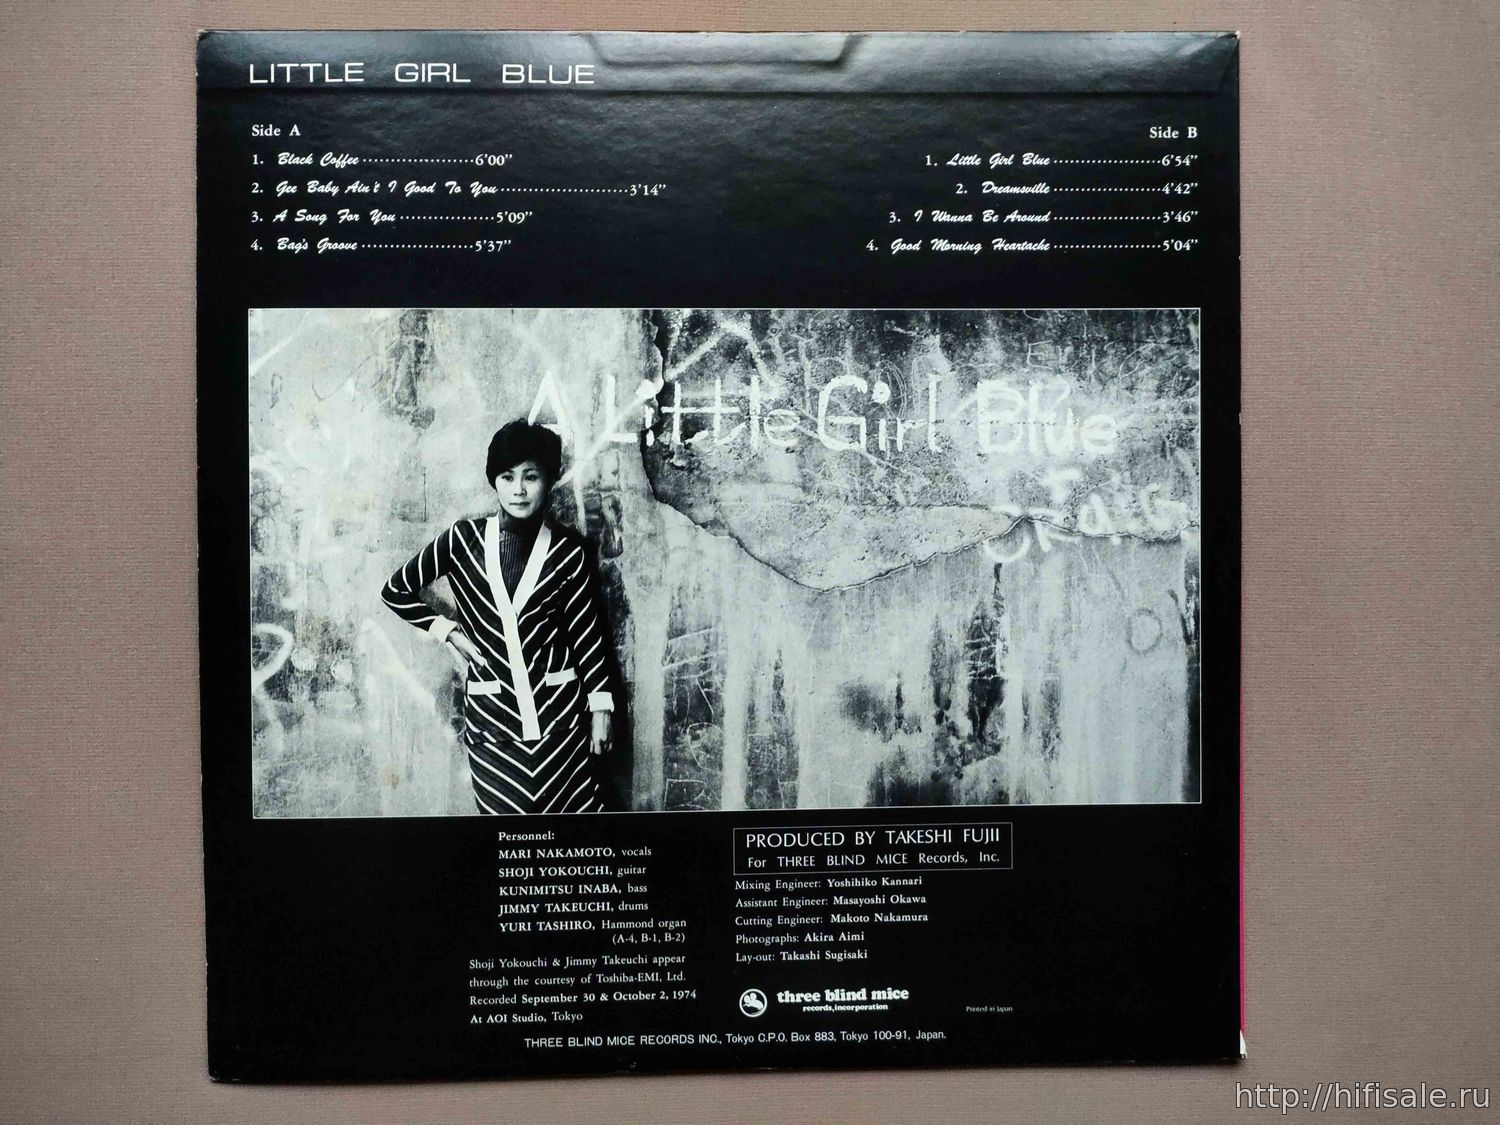 LITTLE GIRL BLUE
Side A
1. Black Coffee ···················· 6'00"
2. Gee Baby Ain't I Good To You ······················· 3'14"
3. A Song For You ················· 5'09"
4. Bag's Groove ···················· 5'37"
Side B
1. Little Girl Blue ···················· 6'54"
2. Dreamsville ···················· 4'42"
3. I Wanna Be Around ···················· 3'46"
4. Good Morning Heartache ···················· 5'04"
A Little Girl Blue
Personnel:
MARI NAKAMOTO, vocals
SHOJI YOKOUCHI, guitar
KUNIMITSU INABA, bass
JIMMY TAKEUCHI, drums
YURI TASHIRO, Hammond organ
(A-4, B-1, B-2)
Shoji Yokouchi & Jimmy Takeuchi appear
through the courtesy of Toshiba-EMI, Ltd.
Recorded September 30 & October 2, 1974
At AOI Studio, Tokyo
PRODUCED BY TAKESHI FUJII
For THREE BLIND MICE Records, Inc.
Mixing Engineer: Yoshihiko Kannari
Assistant Engineer: Masayoshi Okawa
Cutting Engineer: Makoto Nakamura
Photographs: Akira Aimi
Lay-out: Takashi Sugisaki
three blind mice
records, incorporation
Printed in Japan
THREE BLIND MICE RECORDS INC., Tokyo C.P.O. Box 883, Tokyo 100-91, Japan.
http://hifisale.ru